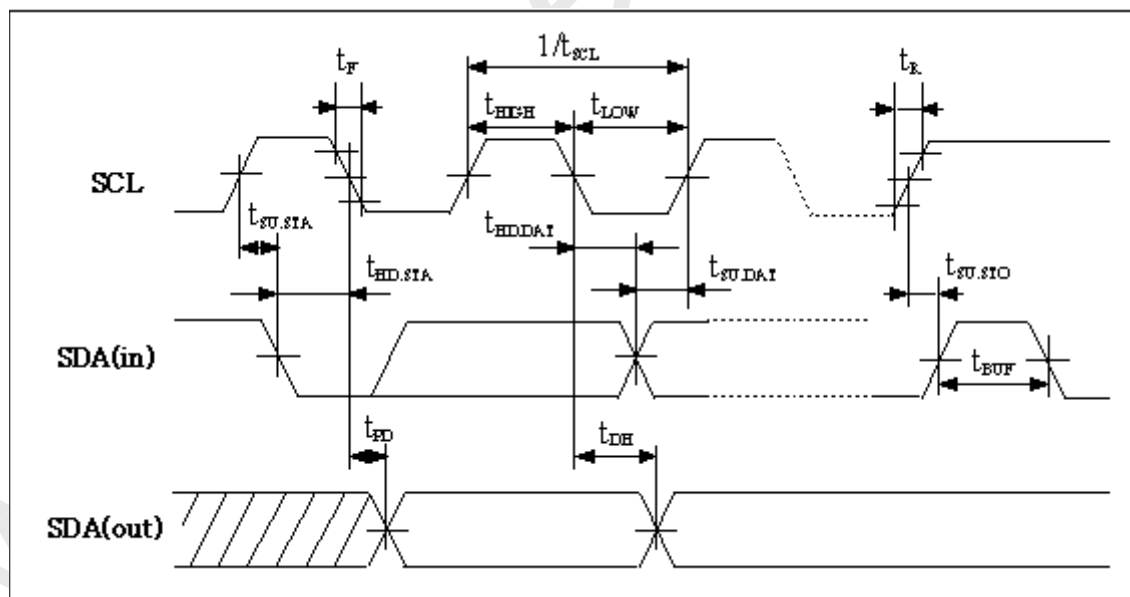 1/tSCL
tF
tR
tHIGH
tLOW
SCL
tSU.STA
tHD.DAT
tHD.STA
tSU.DAT
tSU.STO
SDA(in)
tBUF
tPD
tDH
SDA(out)